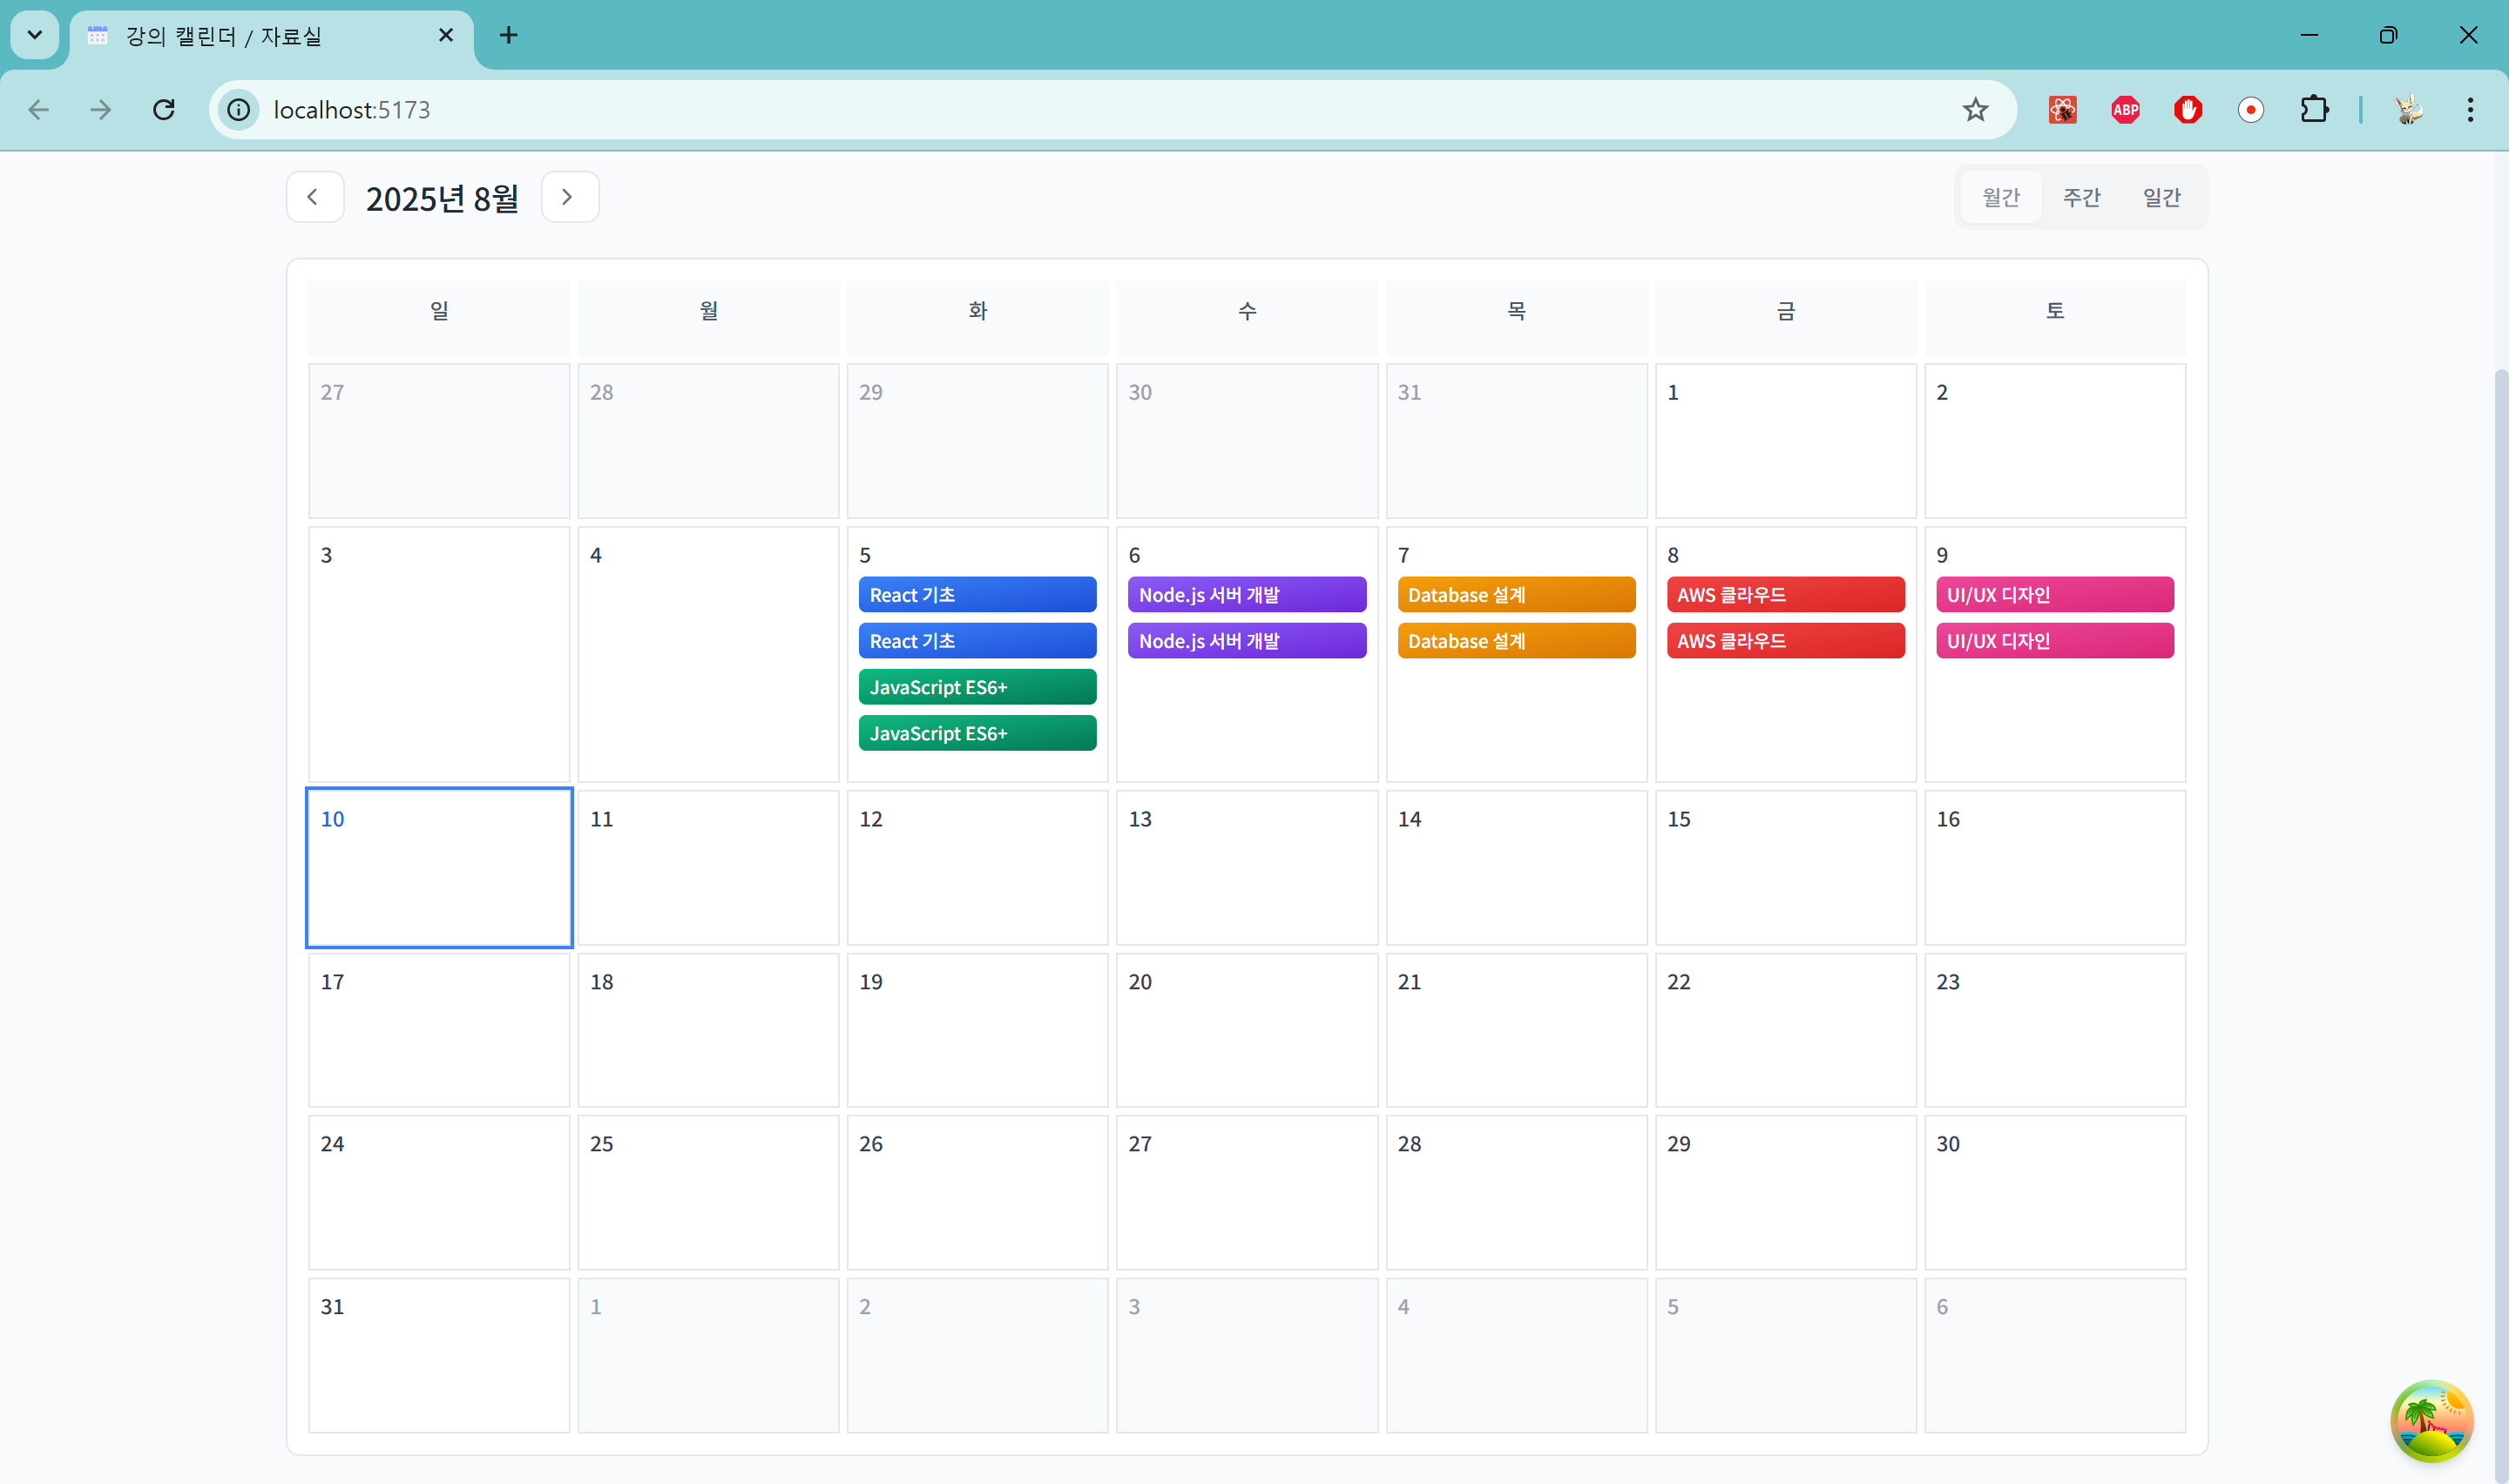 강의 캘린더 / 자료실
localhost:5173
ABP
2025년 8월
월간 주간 일간
일 월 화 수 목 금 토
27 28 29 30 31 1 2
3 4 5 6 7 8 9
React 기초 Node.js 서버 개발 Database 설계 AWS 클라우드 UI/UX 디자인
React 기초 Node.js 서버 개발 Database 설계 AWS 클라우드 UI/UX 디자인
JavaScript ES6+
JavaScript ES6+
10 11 12 13 14 15 16
17 18 19 20 21 22 23
24 25 26 27 28 29 30
31 1 2 3 4 5 6